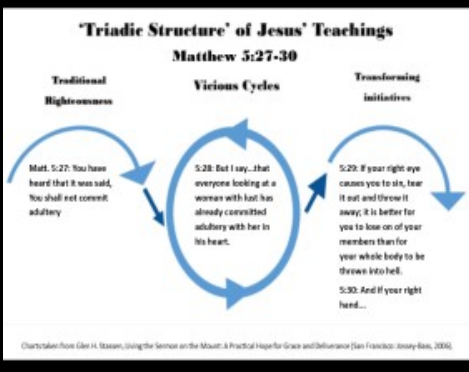 ‘Triadic Structure’ of Jesus’ Teachings
Matthew 5:27-30
Traditional
Righteousness
Vicious Cycles
Transforming
initiatives
Matt. 5:27: You have
heard that it was said,
You shall not commit
adultery
5:28: But I say...that
everyone looking at a
woman with lust has
already committed
adultery with her in
his heart.
5:29: If your right eye
causes you to sin, tear
it out and throw it
away; it is better for
you to lose on of your
members than for
your whole body to be
thrown into hell.
5:30: And if your right
hand...
Charts taken from Glen H. Stassen, Living the Sermon on the Mount: A Practical Hope for Grace and Deliverance (San Francisco: Jossey-Bass, 2006).